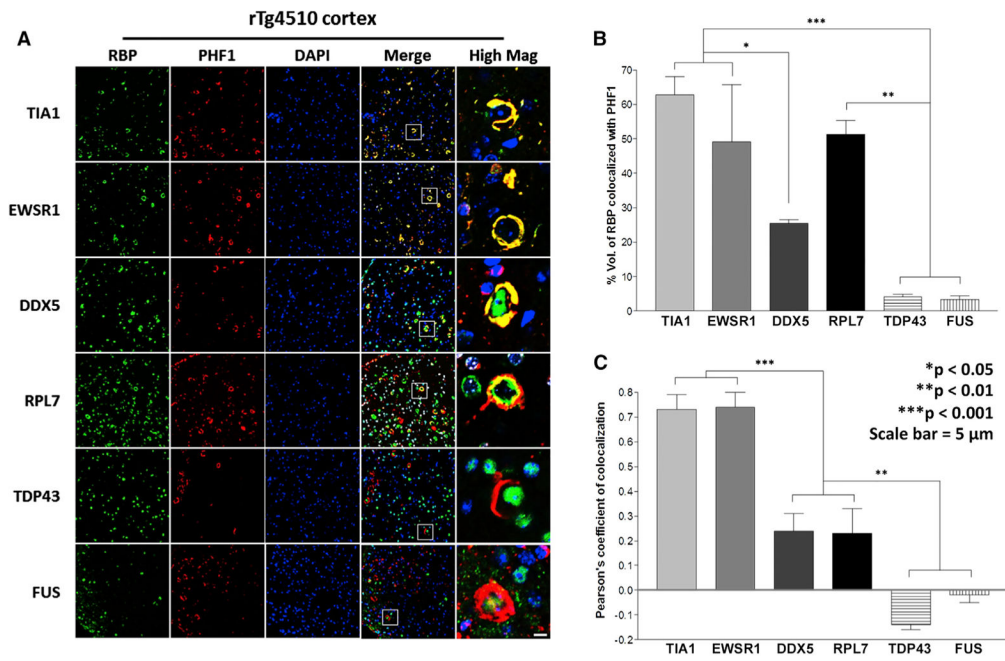 rTg4510 cortex
A
RBP PHF1 DAPI Merge High Mag
TIA1
EWSR1
DDX5
RPL7
TDP43
FUS
B
***
*
**
% Vol. of RBP colocalized with PHF1
70
60
50
40
30
20
10
0
TIA1 EWSR1 DDX5 RPL7 TDP43 FUS
C
***
**
*p < 0.05
**p < 0.01
***p < 0.001
Scale bar = 5 µm
Pearson's coefficient of colocalization
0.9
0.8
0.7
0.6
0.5
0.4
0.3
0.2
0.1
-0.0
-0.1
-0.2
TIA1 EWSR1 DDX5 RPL7 TDP43 FUS